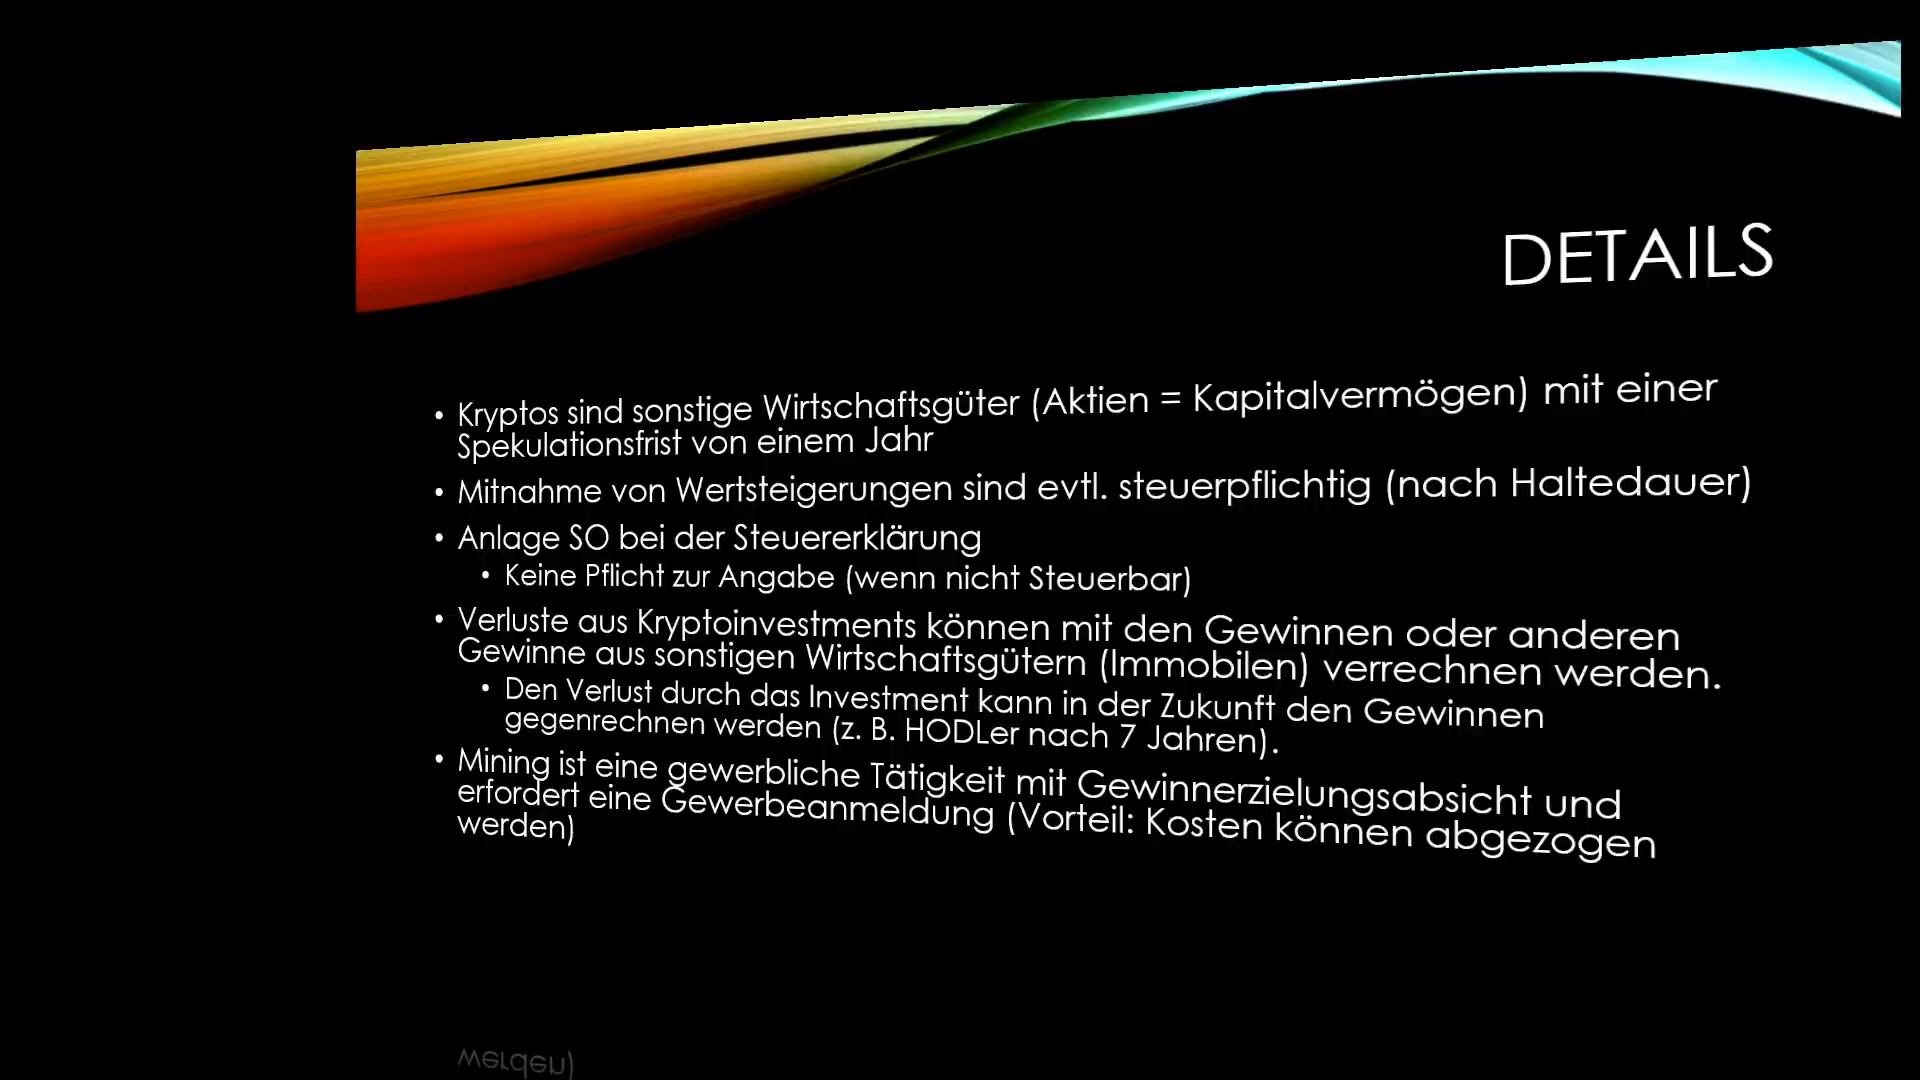 DETAILS
• Kryptos sind sonstige Wirtschaftsgüter (Aktien = Kapitalvermögen) mit einer
Spekulationsfrist von einem Jahr
• Mitnahme von Wertsteigerungen sind evtl. steuerpflichtig (nach Haltedauer)
• Anlage SO bei der Steuererklärung
• Keine Pflicht zur Angabe (wenn nicht Steuerbar)
• Verluste aus Kryptoinvestments können mit den Gewinnen oder anderen
Gewinne aus sonstigen Wirtschaftsgütern (Immobilen) verrechnen werden.
• Den Verlust durch das Investment kann in der Zukunft den Gewinnen
gegenrechnen werden (z. B. HODLer nach 7 Jahren).
• Mining ist eine gewerbliche Tätigkeit mit Gewinnerzielungsabsicht und
erfordert eine Gewerbeanmeldung (Vorteil: Kosten können abgezogen
werden)
werden)